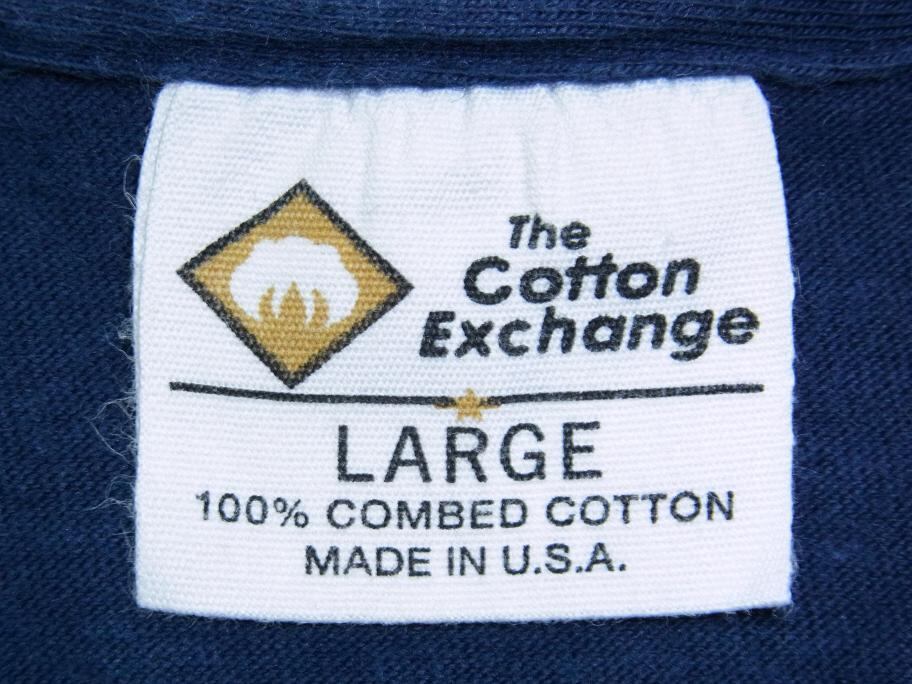 The
Cotton
Exchange
LARGE
100% COMBED COTTON
MADE IN U.S.A.